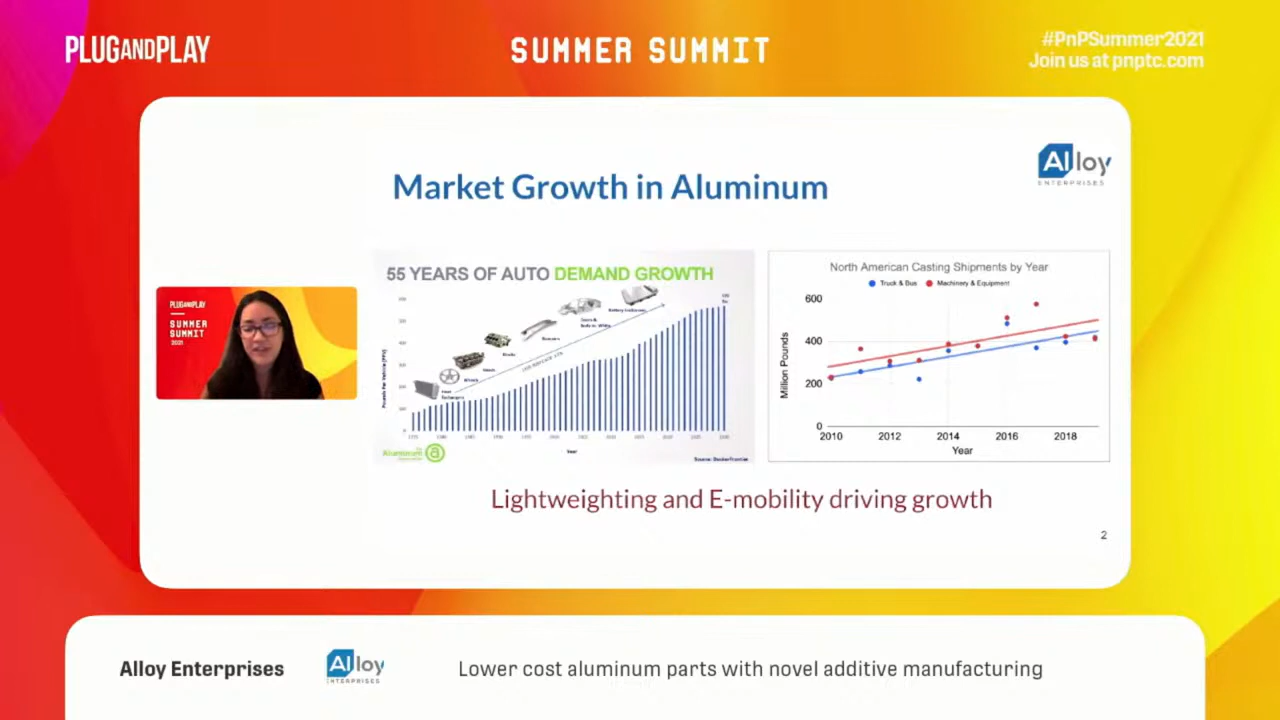 PLUGANDPLAY
SUMMER SUMMIT
#PnPSummer2021
Join us at pnptc.com
Alloy
ENTERPRISES
Market Growth in Aluminum
PLUGANDPLAY
SUMMER
SUMMIT
2021
55 YEARS OF AUTO DEMAND GROWTH
Year
North American Casting Shipments by Year
Truck & Bus
Machinery & Equipment
Million Pounds
600
400
200
0
2010 2012 2014 2016 2018
Year
Lightweighting and E-mobility driving growth
2
Alloy Enterprises
Alloy
ENTERPRISES
Lower cost aluminum parts with novel additive manufacturing